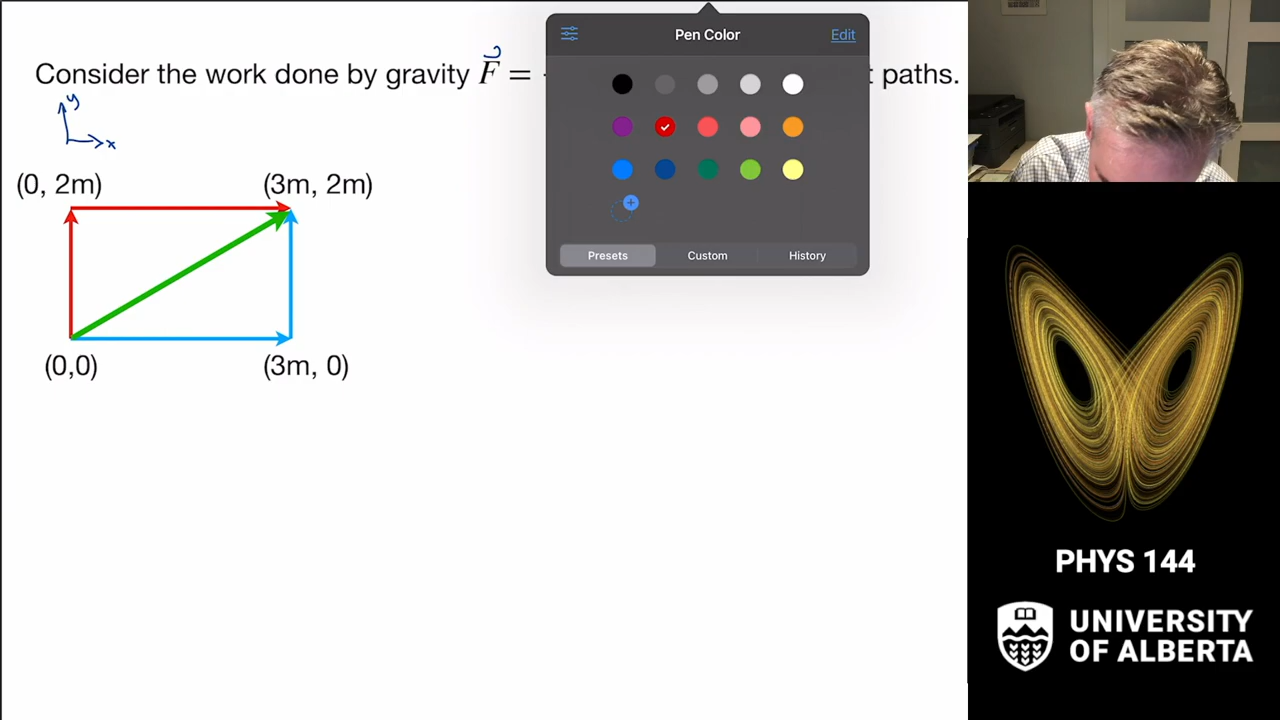 Pen Color
Edit
Consider the work done by gravity F = - t paths.
y
x
(0, 2m)
(3m, 2m)
(0,0)
(3m, 0)
Presets
Custom
History
PHYS 144
UNIVERSITY
OF ALBERTA